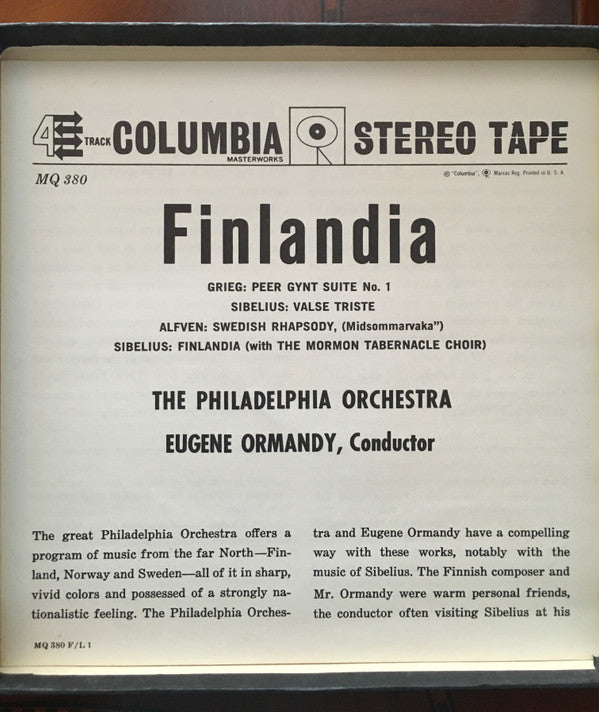 4 TRACK COLUMBIA STEREO TAPE
MASTERWORKS
MQ 380
® "Columbia", Marcas Reg. Printed in U. S. A
Finlandia
GRIEG: PEER GYNT SUITE No. 1
SIBELIUS: VALSE TRISTE
ALFVEN: SWEDISH RHAPSODY, (Midsommarvaka")
SIBELIUS: FINLANDIA (with THE MORMON TABERNACLE CHOIR)
THE PHILADELPHIA ORCHESTRA
EUGENE ORMANDY, Conductor
The great Philadelphia Orchestra offers a
program of music from the far North—Fin-
land, Norway and Sweden—all of it in sharp,
vivid colors and possessed of a strongly na-
tionalistic feeling. The Philadelphia Orches-
tra and Eugene Ormandy have a compelling
way with these works, notably with the
music of Sibelius. The Finnish composer and
Mr. Ormandy were warm personal friends,
the conductor often visiting Sibelius at his
MQ 380 F/L 1